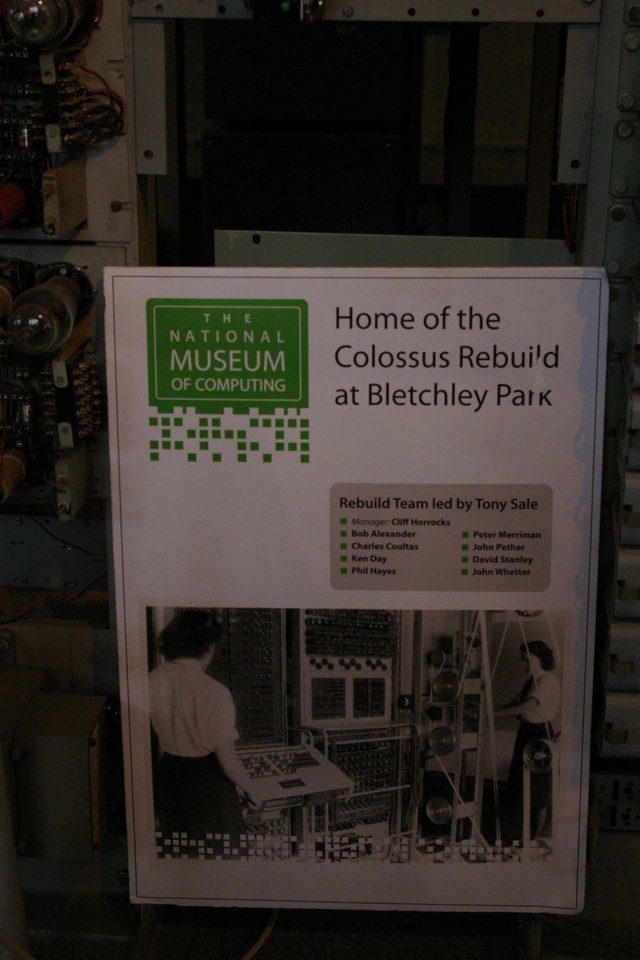 THE
NATIONAL
MUSEUM
OF COMPUTING
Home of the
Colossus Rebuild
at Bletchley Park
Rebuild Team led by Tony Sale
Manager: Cliff Horrocks
Bob Alexander
Charles Coultas
Ken Day
Phil Hayes
Peter Merriman
John Pether
David Stanley
John Whetter